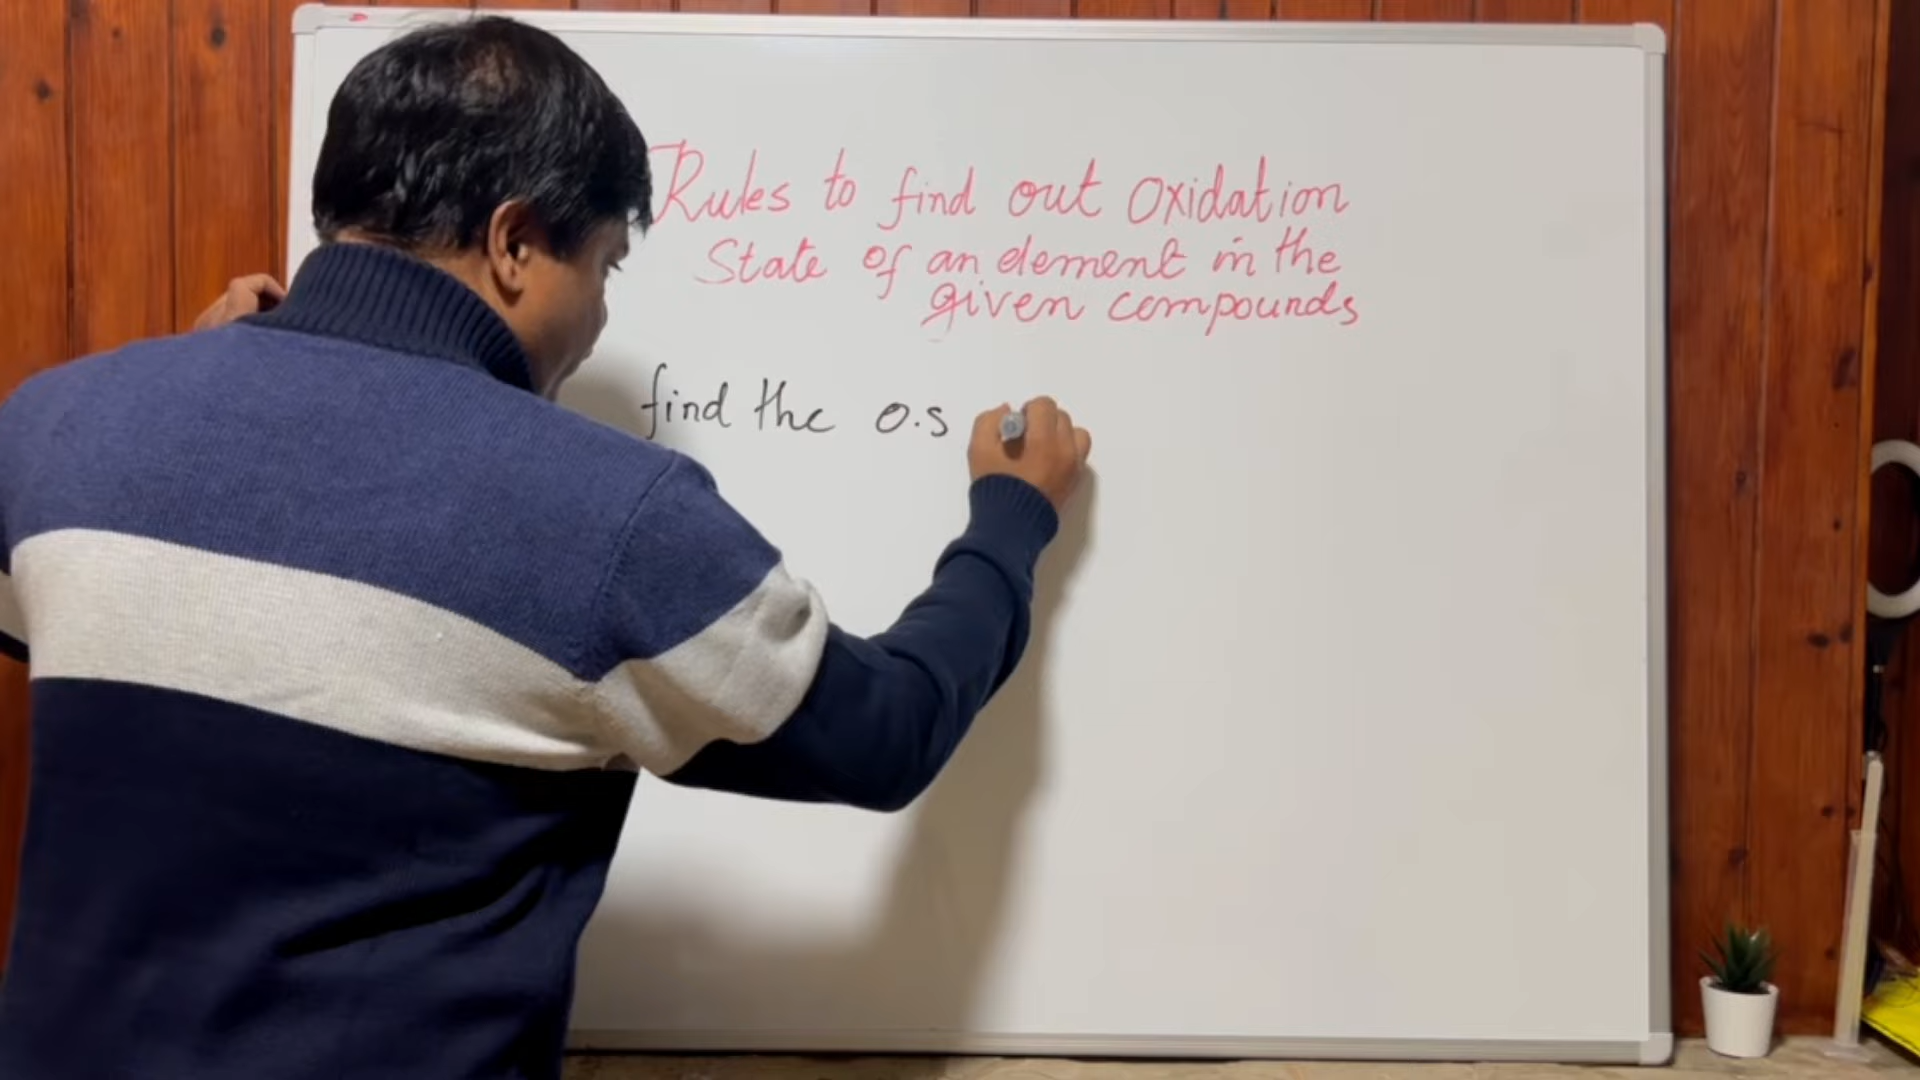 Rules to find out Oxidation
State of an element in the
given compounds
find the O.S